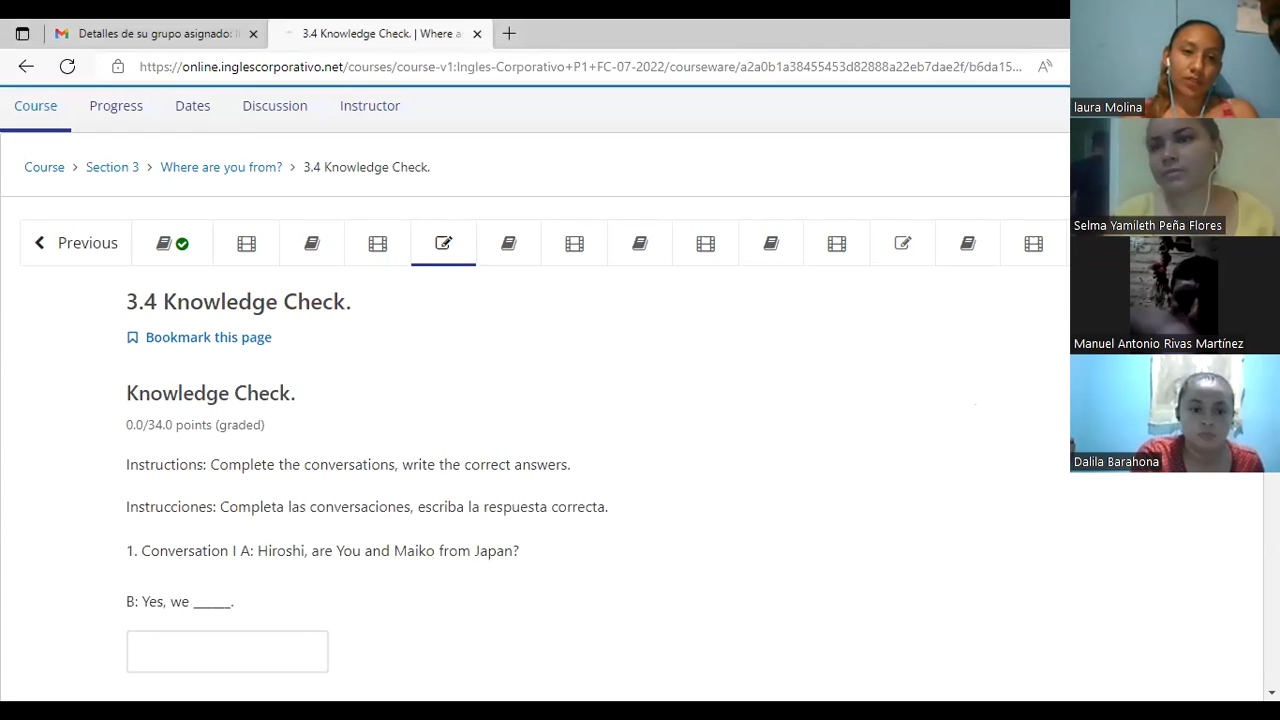 Detalles de su grupo asignado: I
3.4 Knowledge Check. | Where a
https://online.inglescorporativo.net/courses/course-v1:Ingles-Corporativo+P1+FC-07-2022/courseware/a2a0b1a38455453d82888a22eb7dae2f/b6da15...
Course Progress Dates Discussion Instructor
Course > Section 3 > Where are you from? > 3.4 Knowledge Check.
Previous
3.4 Knowledge Check.
Bookmark this page
Knowledge Check.
0.0/34.0 points (graded)
Instructions: Complete the conversations, write the correct answers.
Instrucciones: Completa las conversaciones, escriba la respuesta correcta.
1. Conversation I A: Hiroshi, are You and Maiko from Japan?
B: Yes, we ______.
laura Molina
Selma Yamileth Peña Flores
Manuel Antonio Rivas Martínez
Dalila Barahona